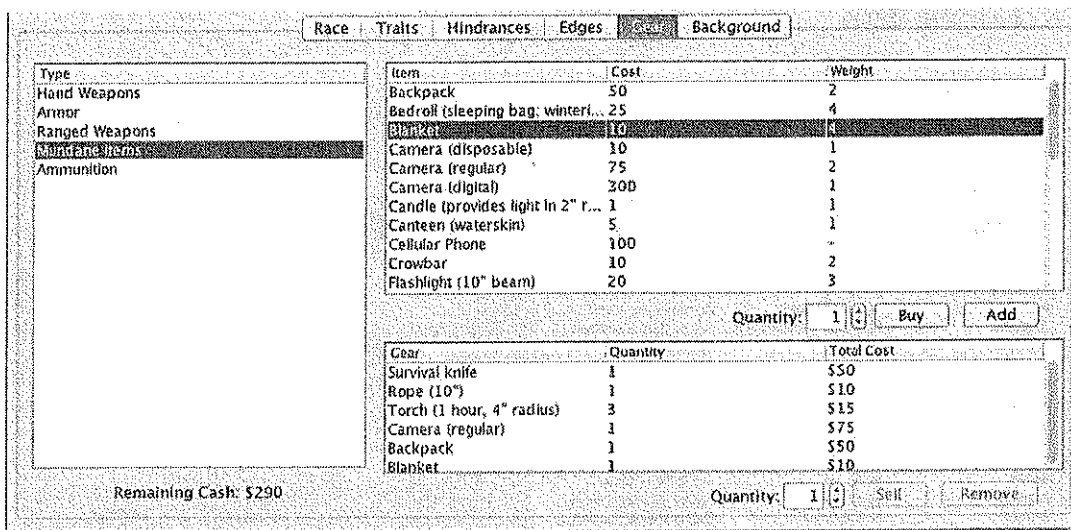 Race Traits Hindrances Edges Gear Background
Type
Hand Weapons
Armor
Ranged Weapons
Mundane Items
Ammunition
Item Cost Weight
Backpack 50 2
Bedroll (sleeping bag; winteri... 25 4
Blanket 10 4
Camera (disposable) 10 1
Camera (regular) 75 2
Camera (digital) 300 1
Candle (provides light in 2" r... 1 1
Canteen (waterskin) 5 1
Cellular Phone 100 -
Crowbar 10 2
Flashlight (10" beam) 20 3
Quantity: 1 Buy Add
Gear Quantity Total Cost
Survival knife 1 $50
Rope (10") 1 $10
Torch (1 hour, 4" radius) 3 $15
Camera (regular) 1 $75
Backpack 1 $50
Blanket 1 $10
Remaining Cash: $290
Quantity: 1 Sell Remove